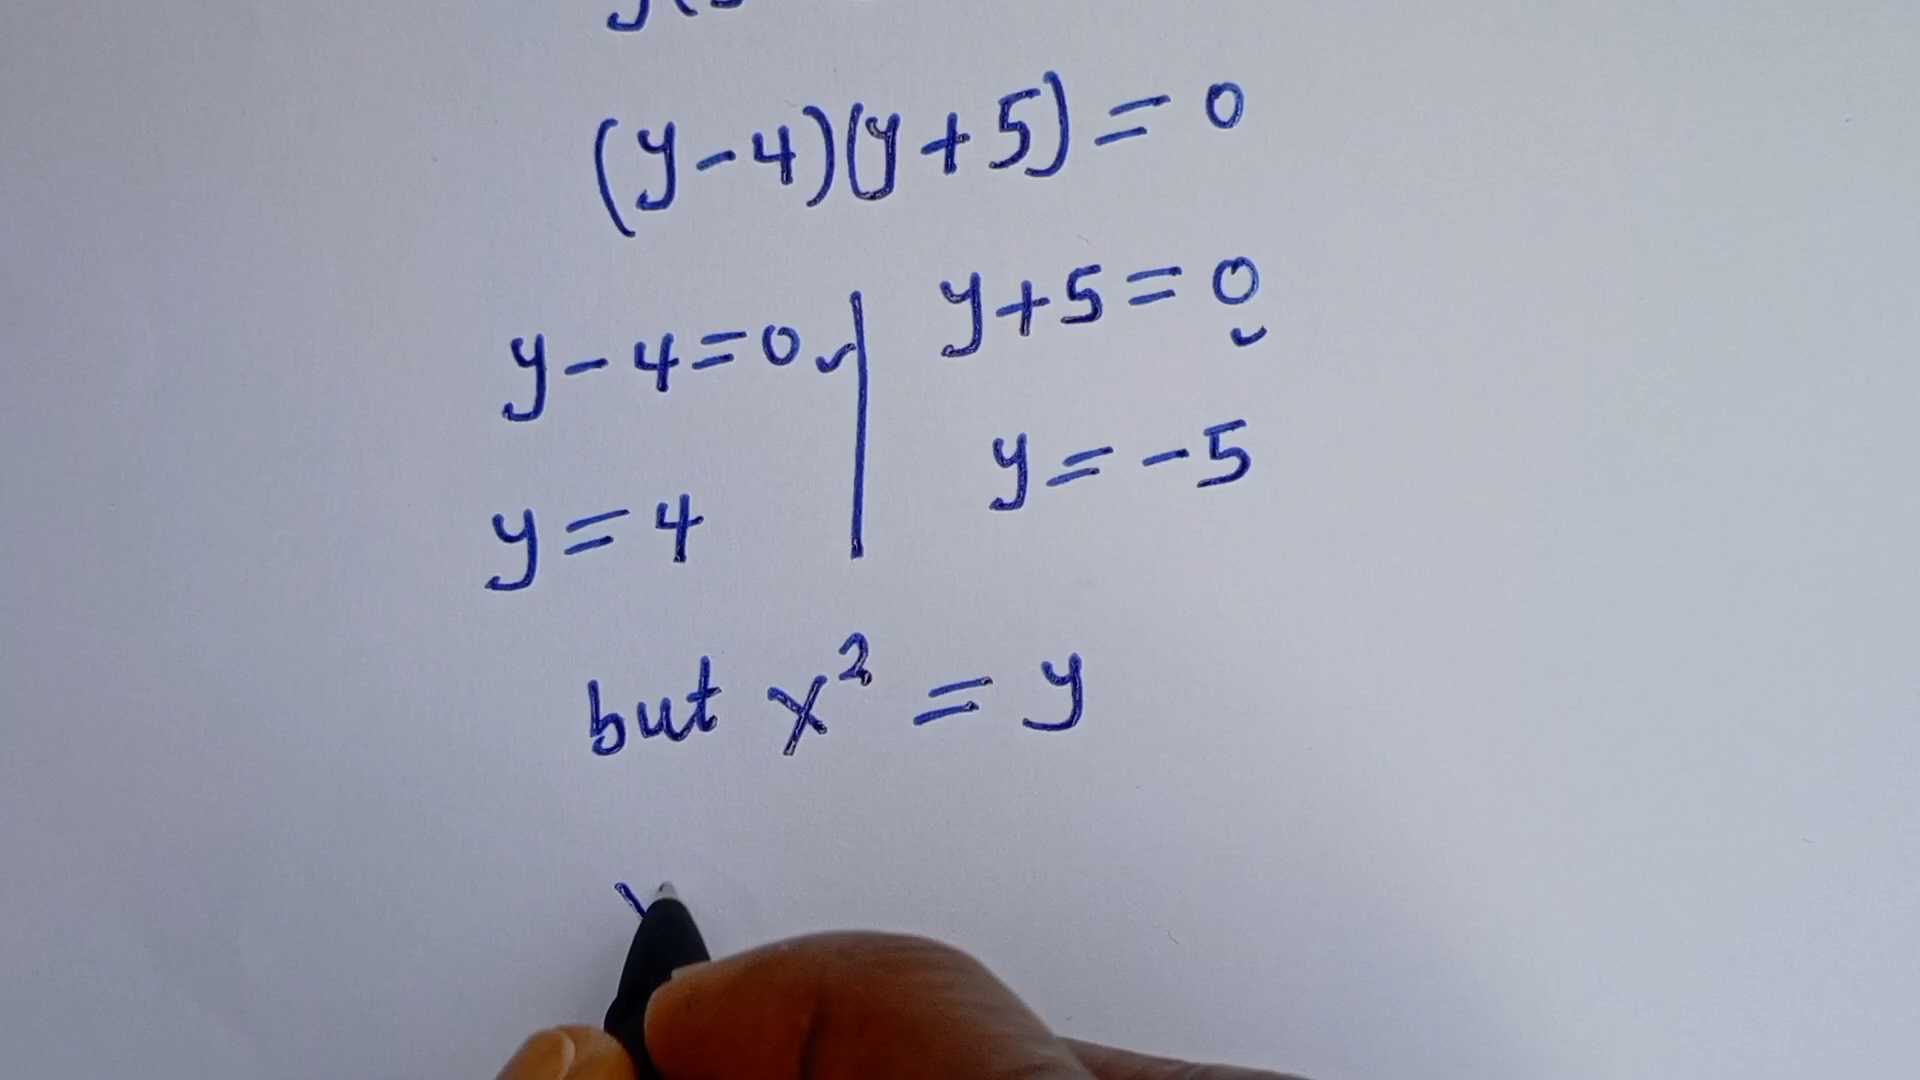 (y-4)(y+5)=0
y-4=0 | y+5=0
y=4 | y=-5
but x² = y